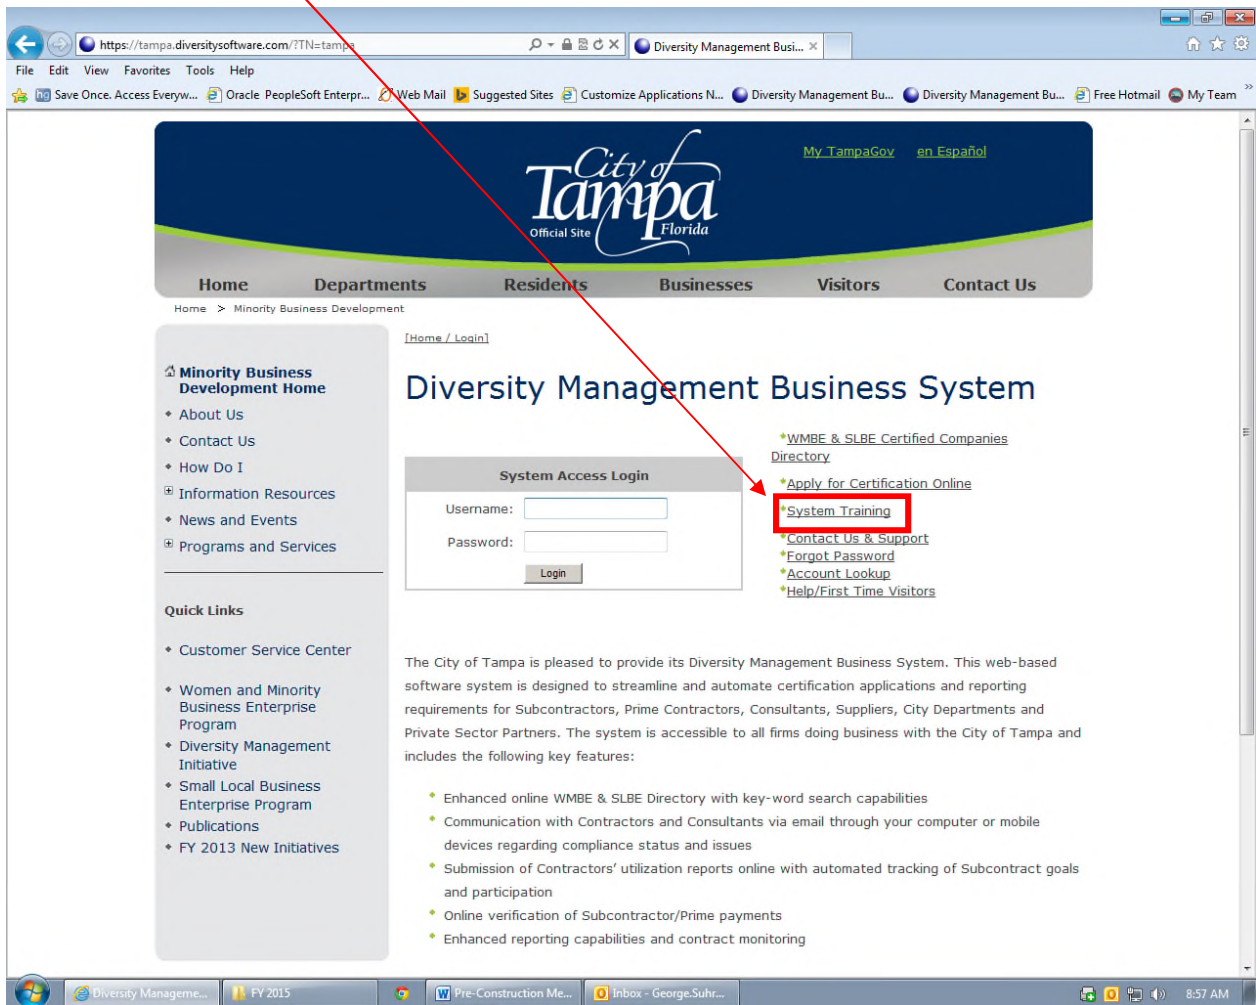 https://tampa.diversitysoftware.com/?TN=tampa
Diversity Management Busi...
File Edit View Favorites Tools Help
Save Once. Access Everyw... Oracle PeopleSoft Enterpr... Web Mail Suggested Sites Customize Applications N... Diversity Management Bu... Diversity Management Bu... Free Hotmail My Team
City of
Tampa
Official Site Florida
My TampaGov en Español
Home Departments Residents Businesses Visitors Contact Us
Home > Minority Business Development
[Home / Login]
Minority Business
Development Home
About Us
Contact Us
How Do I
Information Resources
News and Events
Programs and Services
Quick Links
Customer Service Center
Women and Minority
Business Enterprise
Program
Diversity Management
Initiative
Small Local Business
Enterprise Program
Publications
FY 2013 New Initiatives
Diversity Management Business System
System Access Login
Username:
Password:
Login
WMBE & SLBE Certified Companies
Directory
Apply for Certification Online
System Training
Contact Us & Support
Forgot Password
Account Lookup
Help/First Time Visitors
The City of Tampa is pleased to provide its Diversity Management Business System. This web-based
software system is designed to streamline and automate certification applications and reporting
requirements for Subcontractors, Prime Contractors, Consultants, Suppliers, City Departments and
Private Sector Partners. The system is accessible to all firms doing business with the City of Tampa and
includes the following key features:
Enhanced online WMBE & SLBE Directory with key-word search capabilities
Communication with Contractors and Consultants via email through your computer or mobile
devices regarding compliance status and issues
Submission of Contractors' utilization reports online with automated tracking of Subcontract goals
and participation
Online verification of Subcontractor/Prime payments
Enhanced reporting capabilities and contract monitoring
Diversity Manageme... FY 2015 Pre-Construction Me... Inbox - George.Suhr... 8:57 AM